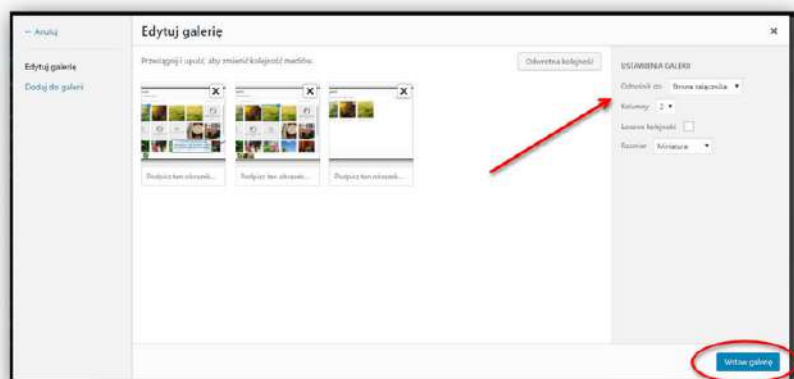 ← Anuluj
Edytuj galerię
Dodaj do galerii
Edytuj galerię
Przeciągnij i upuść, aby zmienić kolejność mediów.
Odwrotna kolejność
Podpisz ten obrazek...
Podpisz ten obrazek...
Podpisz ten obrazek...
USTAWIENIA GALERII
Odnośnik do Strona załącznika
Kolumny 2
Losowa kolejność
Rozmiar Miniatura
Wstaw galerię